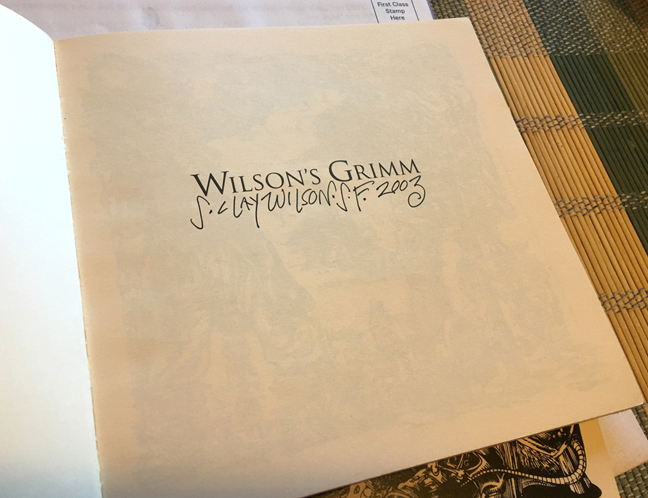 First Class
Stamp
Here
WILSON'S GRIMM
S. CLAY WILSON. S.F. 2003